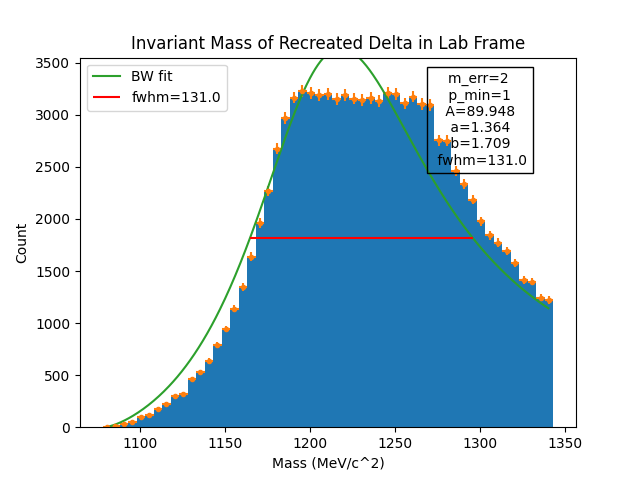 Invariant Mass of Recreated Delta in Lab Frame
BW fit
fwhm=131.0
m_err=2
p_min=1
A=89.948
a=1.364
b=1.709
fwhm=131.0
3500
3000
2500
2000
1500
1000
500
0
Count
1100
1150
1200
1250
1300
1350
Mass (MeV/c^2)